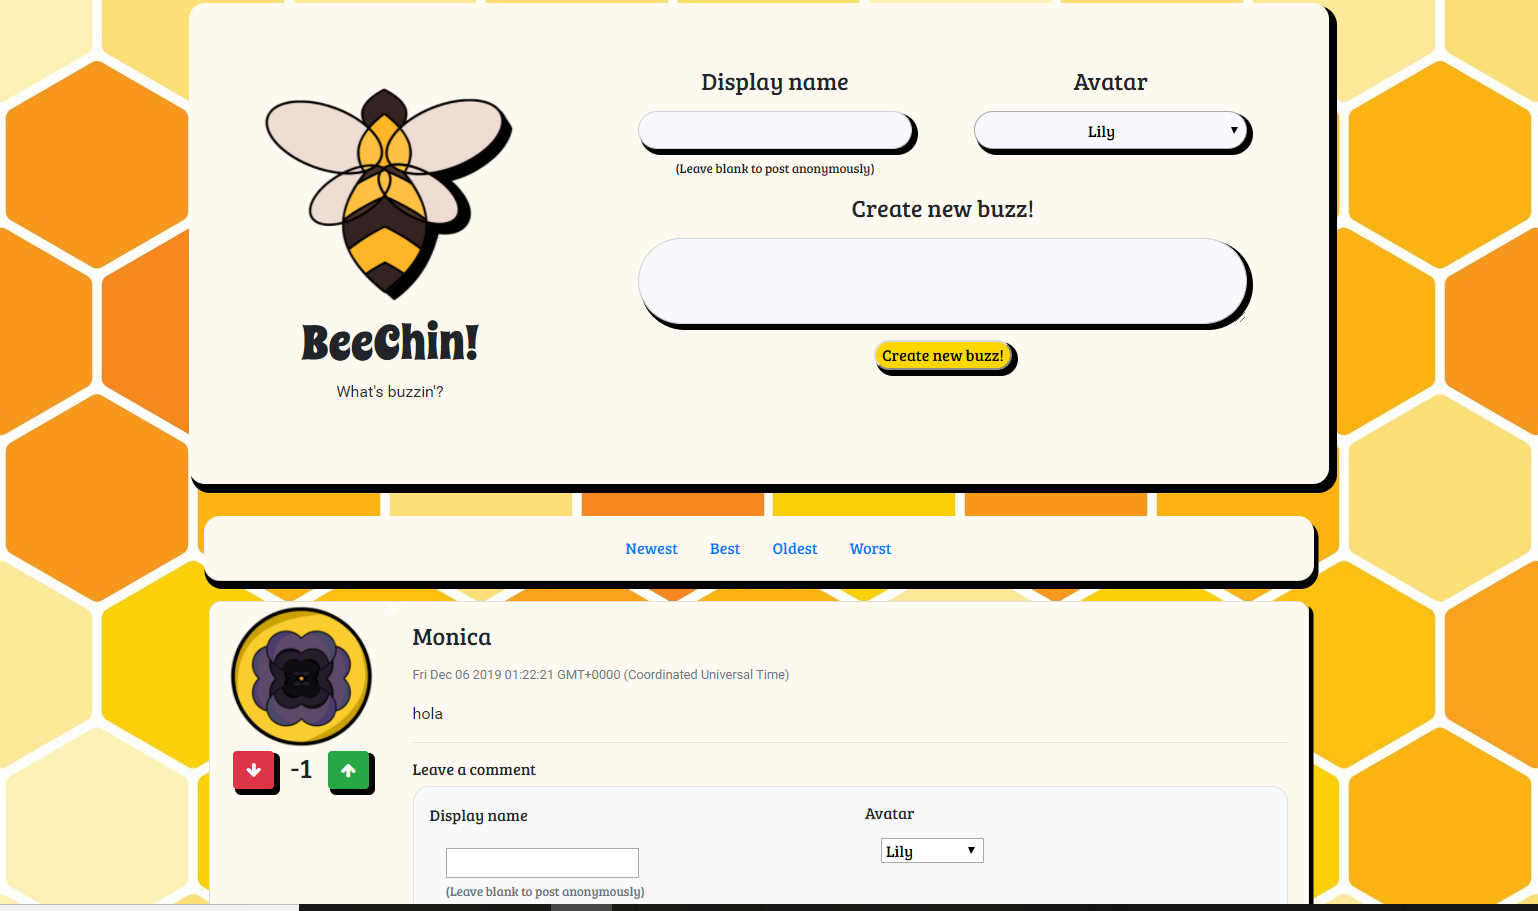 Display name
Avatar
Lily
(Leave blank to post anonymously)
Create new buzz!
Create new buzz!
BeeChin!
What's buzzin'?
Newest Best Oldest Worst
Monica
Fri Dec 06 2019 01:22:21 GMT+0000 (Coordinated Universal Time)
hola
-1
Leave a comment
Display name
Avatar
Lily
(Leave blank to post anonymously)